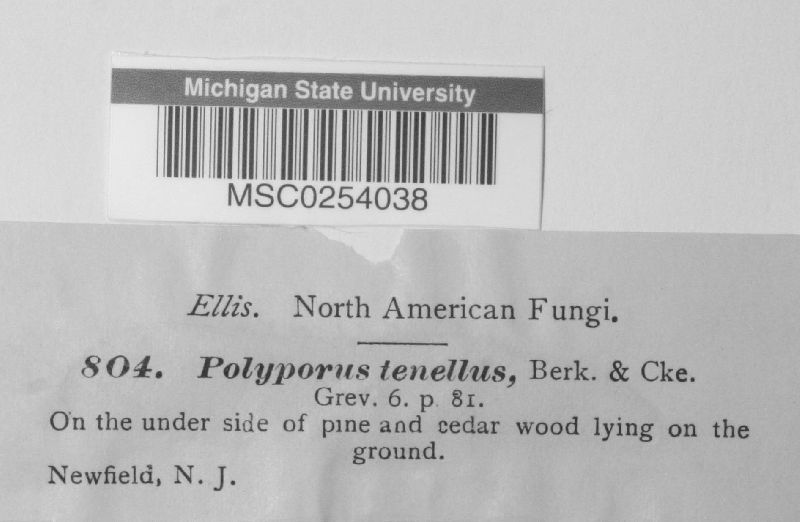 Michigan State University
MSC0254038
Ellis. North American Fungi.
804. Polyporus tenellus, Berk. & Cke.
Grev. 6. p 81.
On the under side of pine and cedar wood lying on the
ground.
Newfield, N. J.